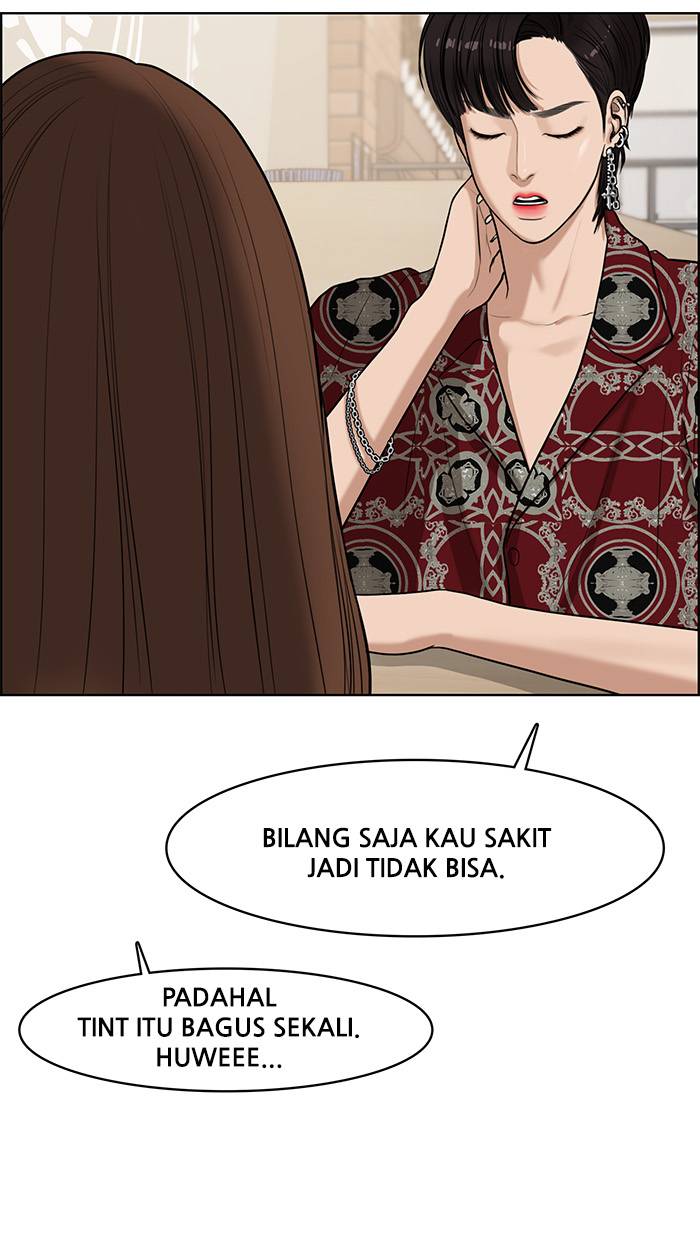 BILANG SAJA KAU SAKIT
JADI TIDAK BISA.
PADAHAL
TINT ITU BAGUS SEKALI.
HUWEEE...